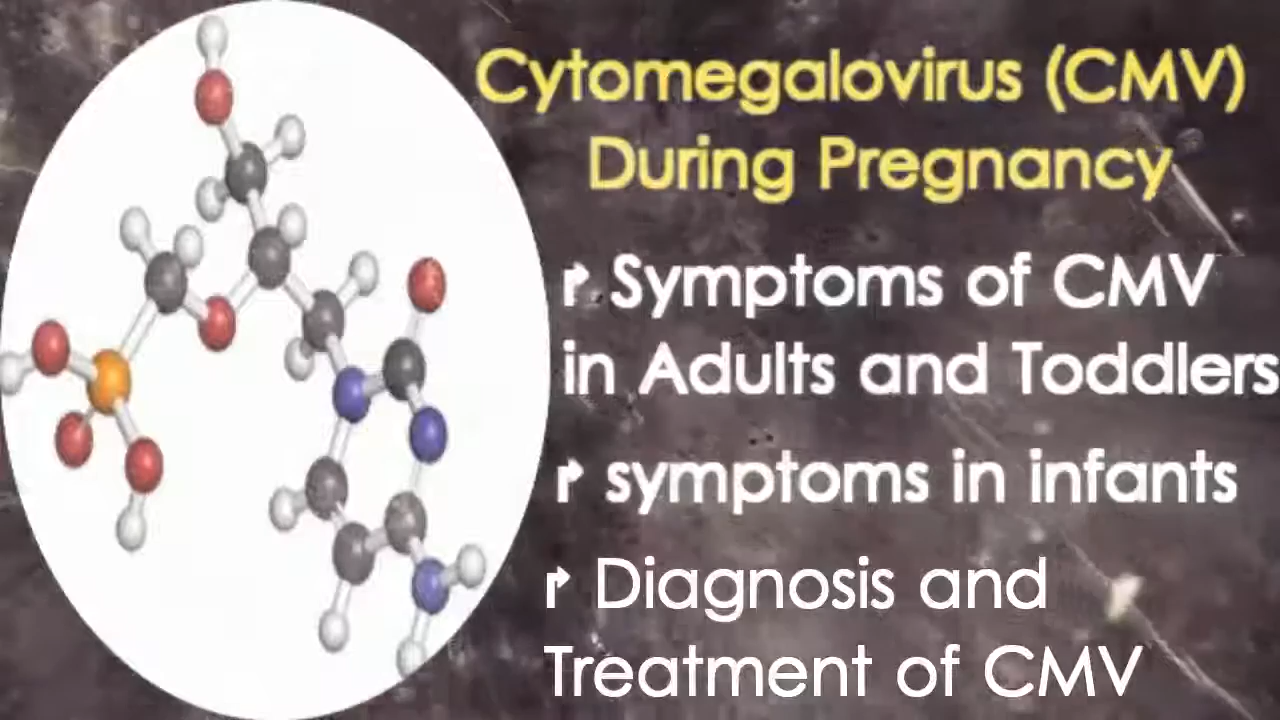 Cytomegalovirus (CMV)
During Pregnancy
↱ Symptoms of CMV
in Adults and Toddlers
↱ symptoms in infants
↱ Diagnosis and
Treatment of CMV